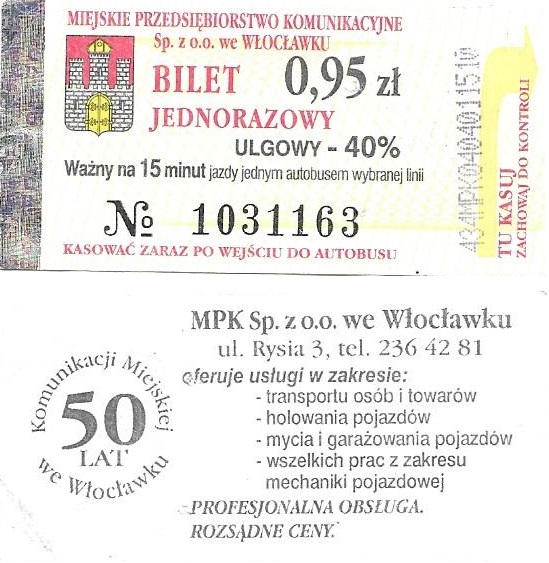 MIEJSKIE PRZEDSIĘBIORSTWO KOMUNIKACYJNE
Sp. z o.o. we WŁOCŁAWKU
BILET 0,95 zł
JEDNORAZOWY
ULGOWY - 40%
Ważny na 15 minut jazdy jednym autobusem wybranej linii
№ 1031163
KASOWAĆ ZARAZ PO WEJŚCIU DO AUTOBUSU
434MPK0404011510
TU KASUJ
ZACHOWAJ DO KONTROLI
MPK Sp. z o.o. we Włocławku
ul. Rysia 3, tel. 236 42 81
oferuje usługi w zakresie:
- transportu osób i towarów
- holowania pojazdów
- mycia i garażowania pojazdów
- wszelkich prac z zakresu
mechaniki pojazdowej
PROFESJONALNA OBSŁUGA.
ROZSĄDNE CENY.
Komunikacji Miejskiej
50
LAT
we Włocławku